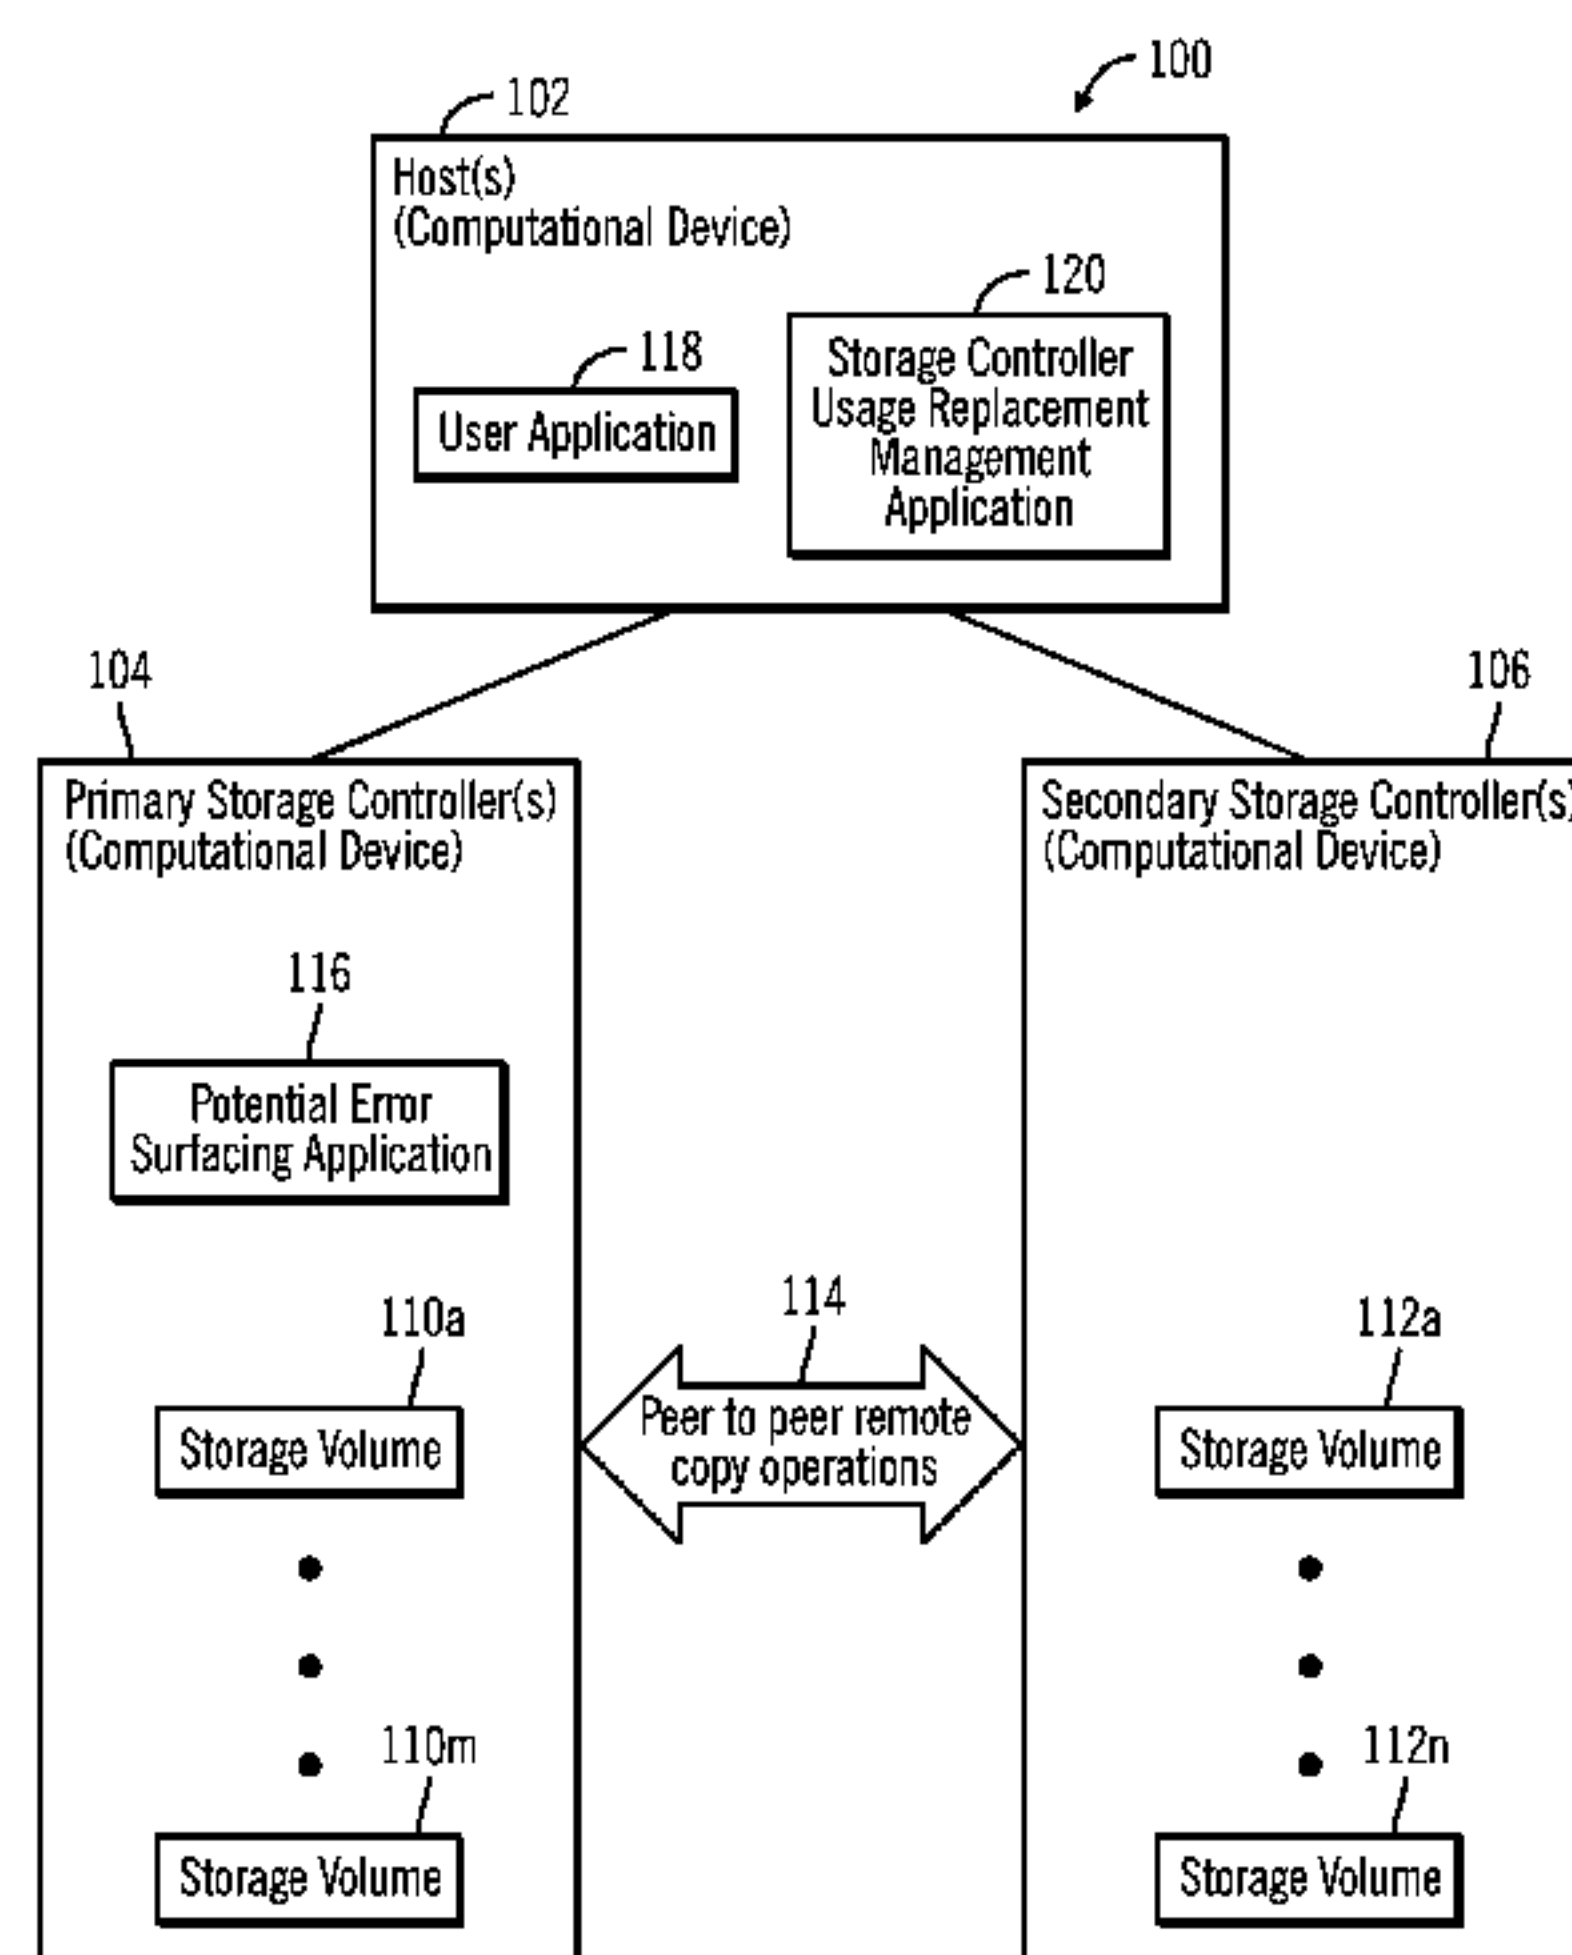 100
102
Host(s)
(Computational Device)
120
118
Storage Controller
Usage Replacement
Management
Application
User Application
104
106
Primary Storage Controller(s)
(Computational Device)
Secondary Storage Controller(s)
(Computational Device)
116
Potential Error
Surfacing Application
114
110a
112a
Peer to peer remote
copy operations
Storage Volume
Storage Volume
110m
112n
Storage Volume
Storage Volume